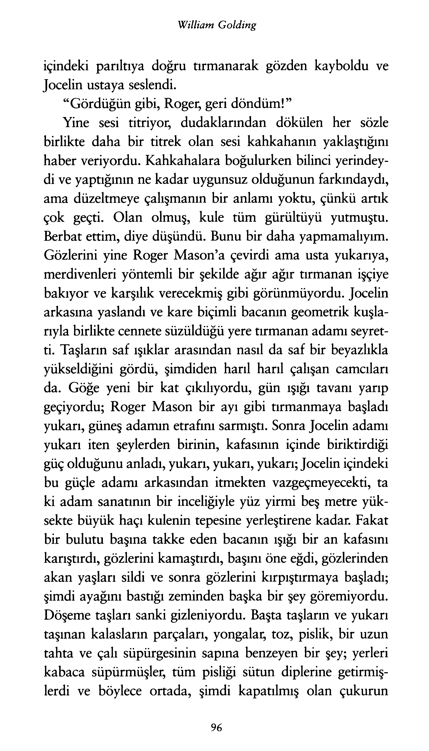 William Golding
içindeki parıltıya doğru tırmanarak gözden kayboldu ve
Jocelin ustaya seslendi.
“Gördüğün gibi, Roger, geri döndüm!”
Yine sesi titriyor, dudaklarından dökülen her sözle
birlikte daha bir titrek olan sesi kahkahanın yaklaştığını
haber veriyordu. Kahkahalara boğulurken bilinci yerindey-
di ve yaptığının ne kadar uygunsuz olduğunun farkındaydı,
ama düzeltmeye çalışmanın bir anlamı yoktu, çünkü artık
çok geçti. Olan olmuş, kule tüm gürültüyü yutmuştu.
Berbat ettim, diye düşündü. Bunu bir daha yapmamalıyım.
Gözlerini yine Roger Mason’a çevirdi ama usta yukarıya,
merdivenleri yöntemli bir şekilde ağır ağır tırmanan işçiye
bakıyor ve karşılık verecekmiş gibi görünmüyordu. Jocelin
arkasına yaslandı ve kare biçimli bacanın geometrik kuşla-
rıyla birlikte cennete süzüldüğü yere tırmanan adamı seyret-
ti. Taşların saf ışıklar arasından nasıl da saf bir beyazlıkla
yükseldiğini gördü, şimdiden harıl harıl çalışan camcıları
da. Göğe yeni bir kat çıkılıyordu, gün ışığı tavanı yarıp
geçiyordu; Roger Mason bir ayı gibi tırmanmaya başladı
yukarı, güneş adamın etrafını sarmıştı. Sonra Jocelin adamı
yukarı iten şeylerden birinin, kafasının içinde biriktirdiği
güç olduğunu anladı, yukarı, yukarı, yukarı; Jocelin içindeki
bu güçle adamı arkasından itmekten vazgeçmeyecekti, ta
ki adam sanatının bir inceliğiyle yüz yirmi beş metre yük-
sekte büyük haçı kulenin tepesine yerleştirene kadar. Fakat
bir bulutu başına takke eden bacanın ışığı bir an kafasını
karıştırdı, gözlerini kamaştırdı, başını öne eğdi, gözlerinden
akan yaşları sildi ve sonra gözlerini kırpıştırmaya başladı;
şimdi ayağını bastığı zeminden başka bir şey göremiyordu.
Döşeme taşları sanki gizleniyordu. Başta taşların ve yukarı
taşınan kalasların parçaları, yongalar, toz, pislik, bir uzun
tahta ve çalı süpürgesinin sapına benzeyen bir şey; yerleri
kabaca süpürmüşler, tüm pisliği sütun diplerine getirmiş-
lerdi ve böylece ortada, şimdi kapatılmış olan çukurun
96